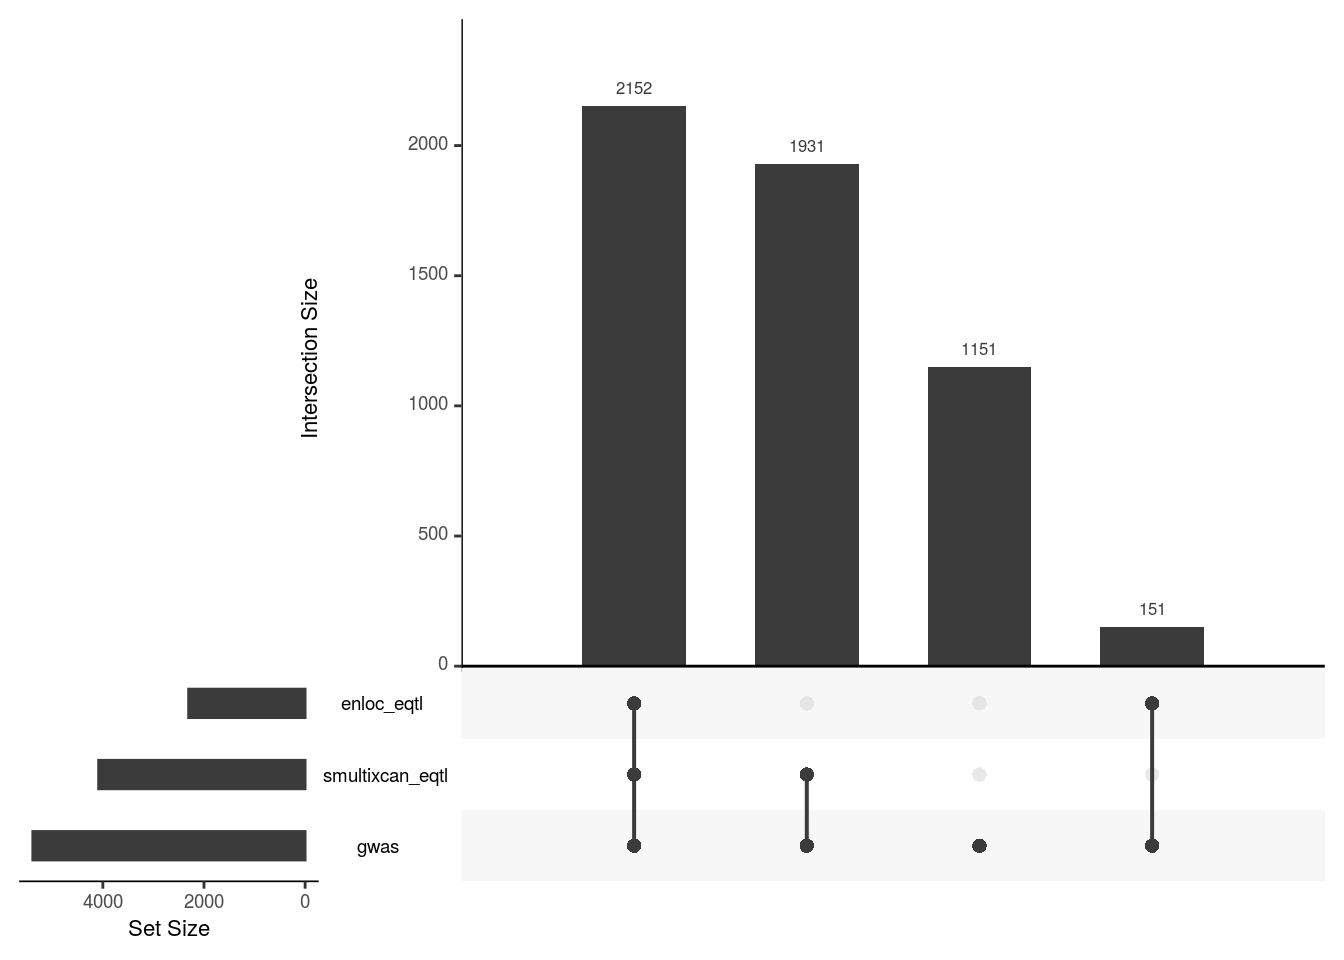 2152
1931
1151
151
Intersection Size
2000
1500
1000
500
0
enloc_eqtl
smultixcan_eqtl
gwas
4000 2000 0
Set Size